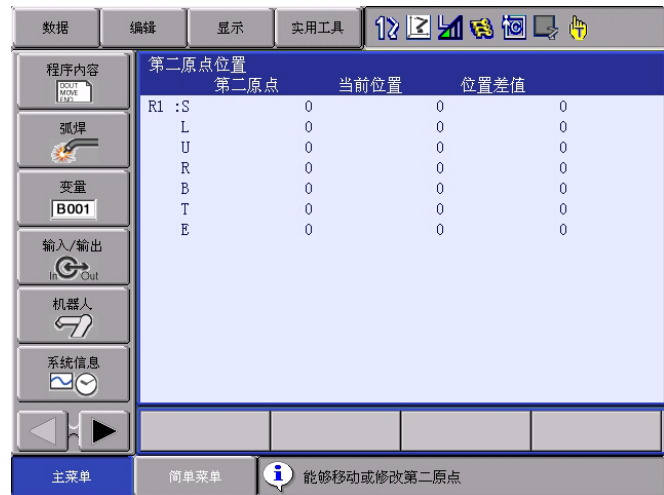 数据 编辑 显示 实用工具
程序内容
DOUT
MOVE
END
弧焊
变量
B001
输入/输出
In Out
机器人
系统信息
第二原点位置
第二原点 当前位置 位置差值
R1 :S 0 0 0
L 0 0 0
U 0 0 0
R 0 0 0
B 0 0 0
T 0 0 0
E 0 0 0
主菜单 简单菜单 能够移动或修改第二原点